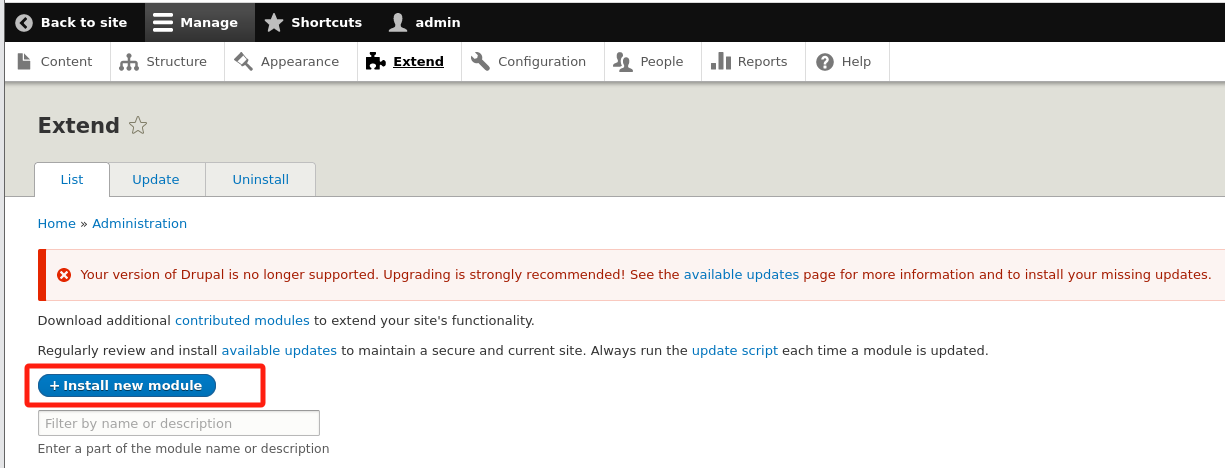 Back to site Manage Shortcuts admin
Content Structure Appearance Extend Configuration People Reports Help
Extend
List Update Uninstall
Home » Administration
Your version of Drupal is no longer supported. Upgrading is strongly recommended! See the available updates page for more information and to install your missing updates.
Download additional contributed modules to extend your site's functionality.
Regularly review and install available updates to maintain a secure and current site. Always run the update script each time a module is updated.
+ Install new module
Filter by name or description
Enter a part of the module name or description